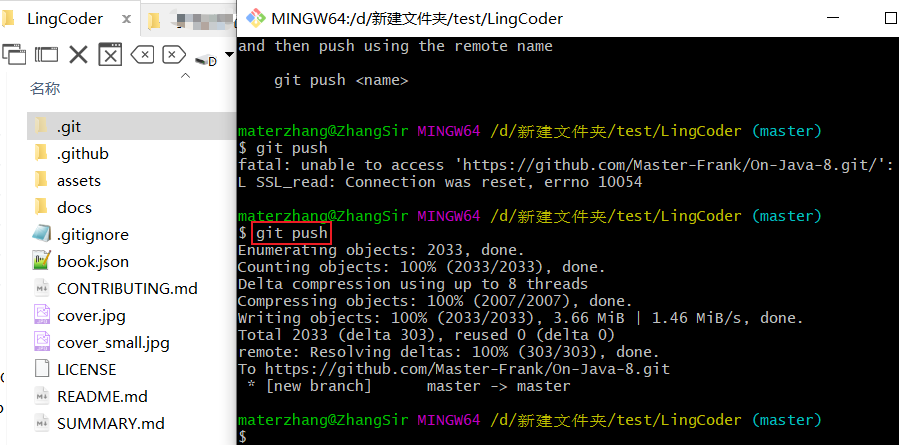 LingCoder
D
名称
.git
.github
assets
docs
.gitignore
book.json
CONTRIBUTING.md
cover.jpg
cover_small.jpg
LICENSE
README.md
SUMMARY.md
MINGW64:/d/新建文件夹/test/LingCoder
and then push using the remote name
git push <name>
materzhang@ZhangSir MINGW64 /d/新建文件夹/test/LingCoder (master)
$ git push
fatal: unable to access 'https://github.com/Master-Frank/On-Java-8.git/':
L SSL_read: Connection was reset, errno 10054
materzhang@ZhangSir MINGW64 /d/新建文件夹/test/LingCoder (master)
$ git push
Enumerating objects: 2033, done.
Counting objects: 100% (2033/2033), done.
Delta compression using up to 8 threads
Compressing objects: 100% (2007/2007), done.
Writing objects: 100% (2033/2033), 3.66 MiB | 1.46 MiB/s, done.
Total 2033 (delta 303), reused 0 (delta 0)
remote: Resolving deltas: 100% (303/303), done.
To https://github.com/Master-Frank/On-Java-8.git
* [new branch] master -> master
materzhang@ZhangSir MINGW64 /d/新建文件夹/test/LingCoder (master)
$